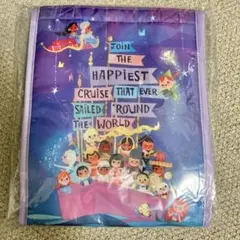 JOIN
THE
HAPPIEST
CRUISE THAT EVER
SAILED 'ROUND
THE WORLD